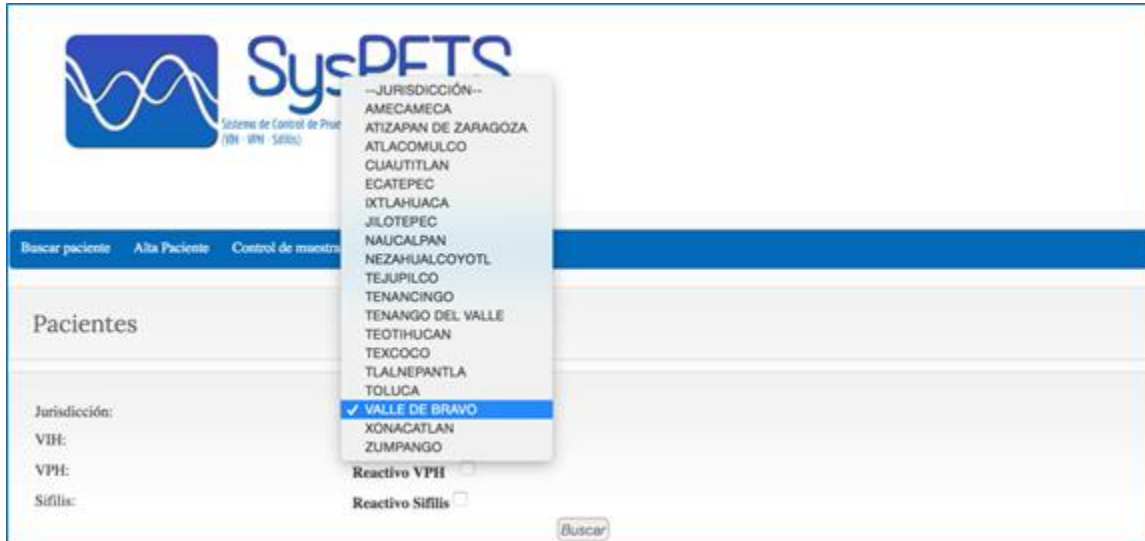 SysPETS
Sistema de Control de Prue
(VIH - VPH - Sífilis)
--JURISDICCIÓN--
AMECAMECA
ATIZAPAN DE ZARAGOZA
ATLACOMULCO
CUAUTITLAN
ECATEPEC
IXTLAHUACA
JILOTEPEC
NAUCALPAN
NEZAHUALCOYOTL
TEJUPILCO
TENANCINGO
TENANGO DEL VALLE
TEOTIHUCAN
TEXCOCO
TLALNEPANTLA
TOLUCA
✓ VALLE DE BRAVO
XONACATLAN
ZUMPANGO
Buscar paciente Alta Paciente Control de muestra
Pacientes
Jurisdicción:
VIH:
VPH: Reactivo VPH
Sífilis: Reactivo Sífilis
Buscar